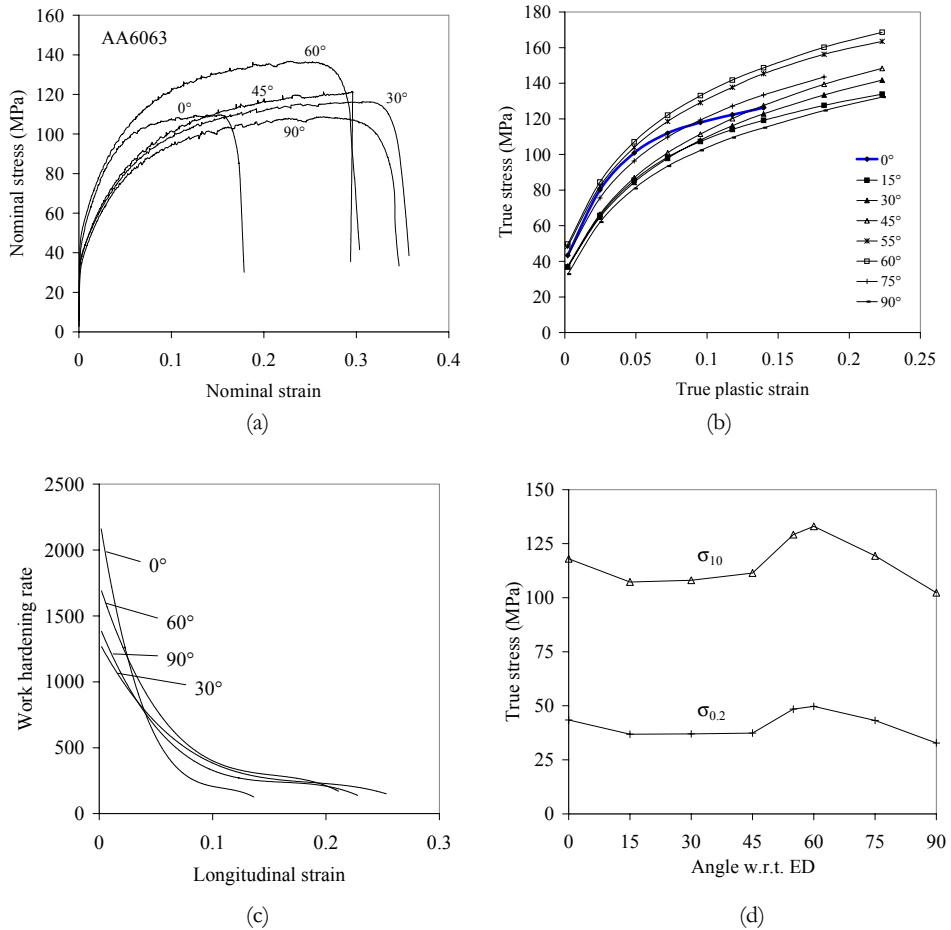 AA6063
160
140
120
100
80
60
40
20
0
0 0.1 0.2 0.3 0.4
Nominal stress (MPa)
Nominal strain
60°
45°
30°
0°
90°
(a)
180
160
140
120
100
80
60
40
20
0
0 0.05 0.1 0.15 0.2 0.25
True stress (MPa)
True plastic strain
0°
15°
30°
45°
55°
60°
75°
90°
(b)
2500
2000
1500
1000
500
0
0 0.1 0.2 0.3
Work hardening rate
Longitudinal strain
0°
60°
90°
30°
(c)
150
125
100
75
50
25
0
0 15 30 45 60 75 90
True stress (MPa)
Angle w.r.t. ED
σ10
σ0.2
(d)